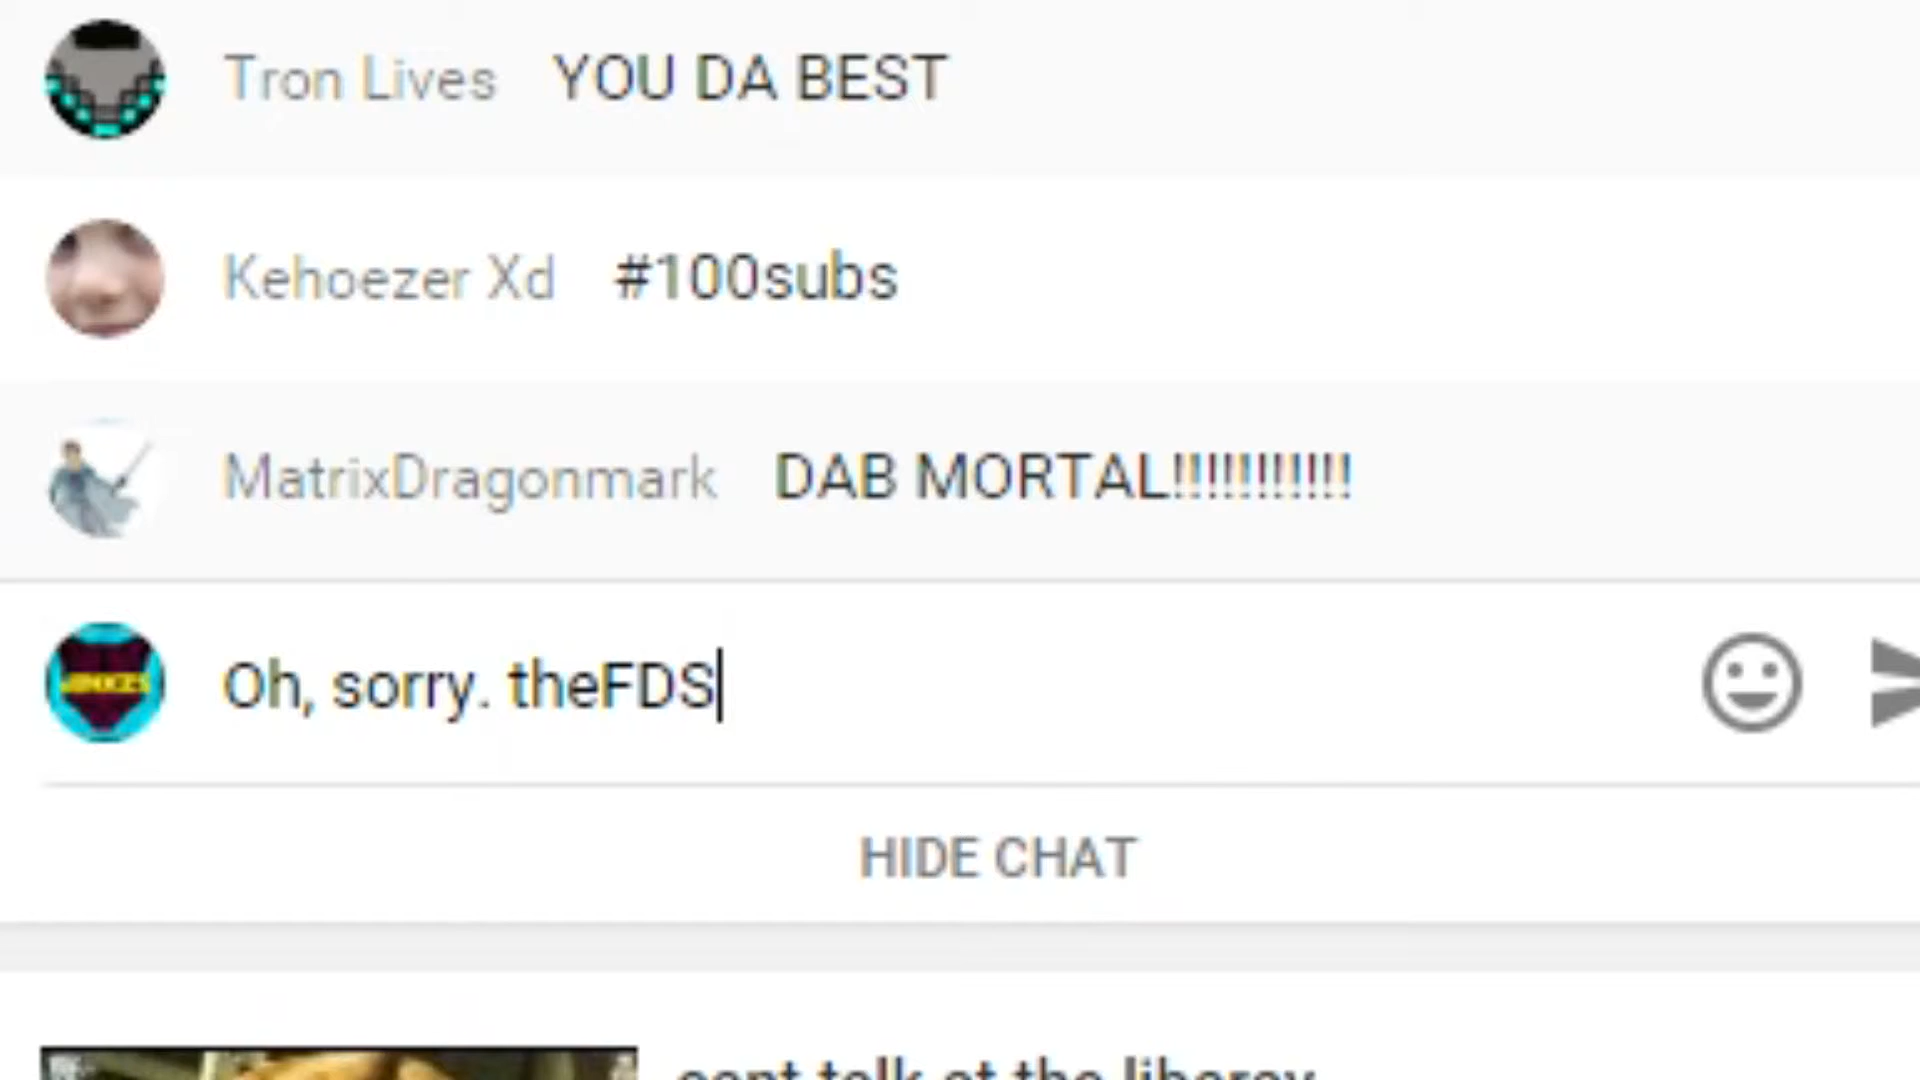 Tron Lives YOU DA BEST
Kehoezer Xd #100subs
MatrixDragonmark DAB MORTAL!!!!!!!!!!!
Oh, sorry. theFDS
HIDE CHAT
cant talk at the liberay